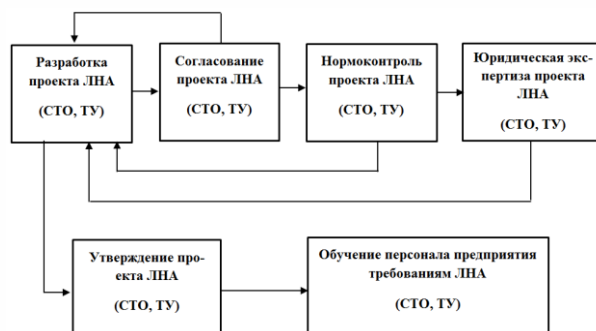 Разработка
проекта ЛНА
(СТО, ТУ)
Согласование
проекта ЛНА
(СТО, ТУ)
Нормоконтроль
проекта ЛНА
(СТО, ТУ)
Юридическая экс-
пертиза проекта
ЛНА
(СТО, ТУ)
Утверждение про-
екта ЛНА
(СТО, ТУ)
Обучение персонала предприятия
требованиям ЛНА
(СТО, ТУ)